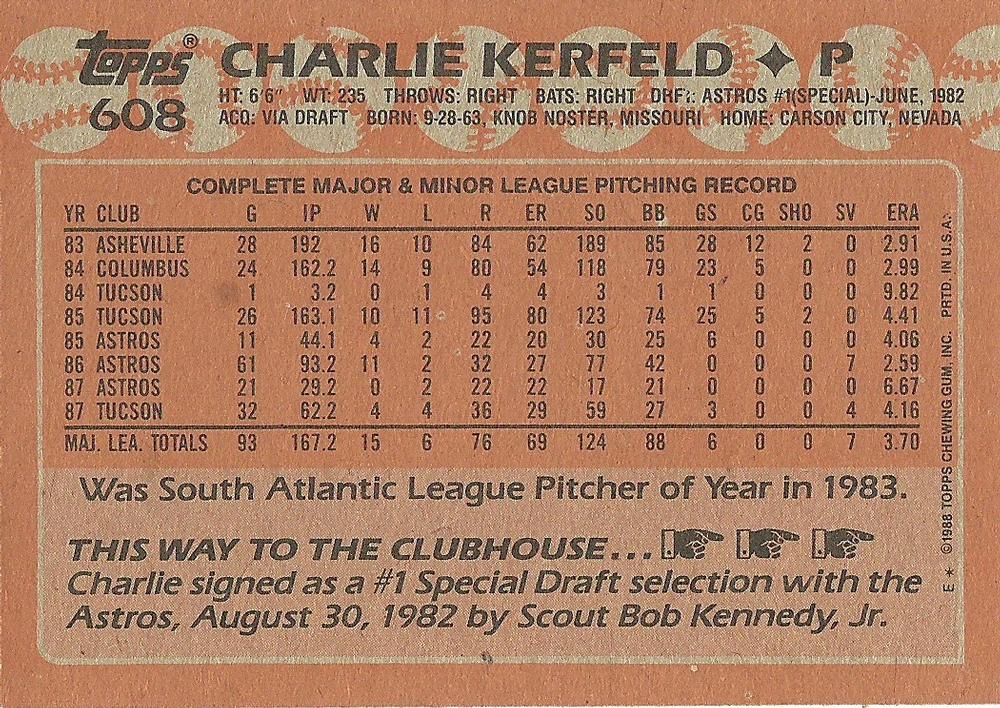 Topps® CHARLIE KERFELD ✦ P
608 HT: 6'6" WT: 235 THROWS: RIGHT BATS: RIGHT DRFT: ASTROS #1(SPECIAL)-JUNE, 1982
ACQ: VIA DRAFT BORN: 9-28-63, KNOB NOSTER, MISSOURI HOME: CARSON CITY, NEVADA
COMPLETE MAJOR & MINOR LEAGUE PITCHING RECORD
YR CLUB G IP W L R ER SO BB GS CG SHO SV ERA
83 ASHEVILLE 28 192 16 10 84 62 189 85 28 12 2 0 2.91
84 COLUMBUS 24 162.2 14 9 80 54 118 79 23 5 0 0 2.99
84 TUCSON 1 3.2 0 1 4 4 3 1 1 0 0 0 9.82
85 TUCSON 26 163.1 10 11 95 80 123 74 25 5 2 0 4.41
85 ASTROS 11 44.1 4 2 22 20 30 25 6 0 0 0 4.06
86 ASTROS 61 93.2 11 2 32 27 77 42 0 0 0 7 2.59
87 ASTROS 21 29.2 0 2 22 22 17 21 0 0 0 0 6.67
87 TUCSON 32 62.2 4 4 36 29 59 27 3 0 0 4 4.16
MAJ. LEA. TOTALS 93 167.2 15 6 76 69 124 88 6 0 0 7 3.70
Was South Atlantic League Pitcher of Year in 1983.
THIS WAY TO THE CLUBHOUSE...
Charlie signed as a #1 Special Draft selection with the
Astros, August 30, 1982 by Scout Bob Kennedy, Jr.
E * ©1988 TOPPS CHEWING GUM, INC. PRTD. IN U.S.A.